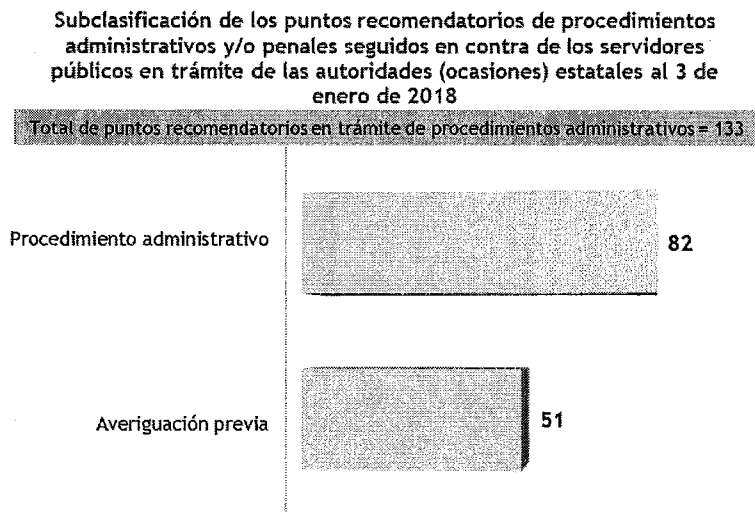 Subclasificación de los puntos recomendatorios de procedimientos
administrativos y/o penales seguidos en contra de los servidores
públicos en trámite de las autoridades (ocasiones) estatales al 3 de
enero de 2018
Total de puntos recomendatorios en trámite de procedimientos administrativos = 133
Procedimiento administrativo
82
Averiguación previa
51